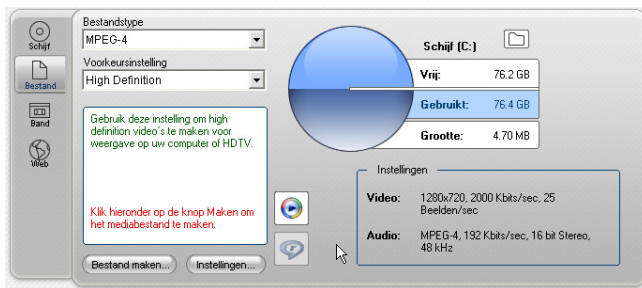 Schijf
Bestand
Band
Web
Bestandstype
MPEG-4
Voorkeursinstelling
High Definition
Gebruik deze instelling om high
definition video's te maken voor
weergave op uw computer of HDTV.
Klik hieronder op de knop Maken om
het mediabestand te maken.
Bestand maken...
Instellingen...
Schijf (C:)
Vrij: 76.2 GB
Gebruikt: 76.4 GB
Grootte: 4.70 MB
Instellingen
Video: 1280x720, 2000 Kbits/sec, 25
Beelden/sec
Audio: MPEG-4, 192 Kbits/sec, 16 bit Stereo,
48 kHz